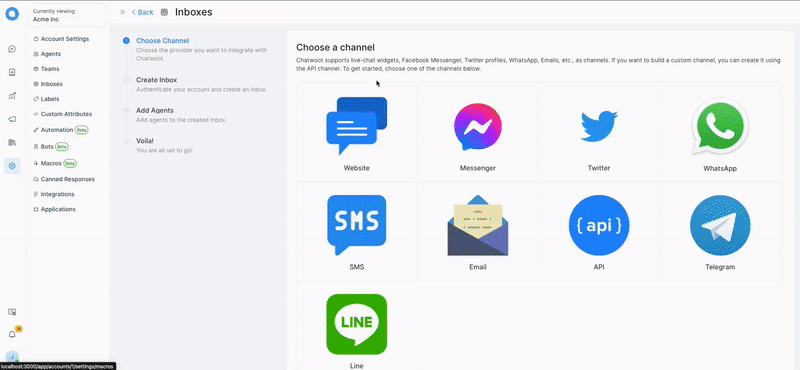 Currently viewing:
Acme Inc
Back
Inboxes
Account Settings
Agents
Teams
Inboxes
Labels
Custom Attributes
Automation Beta
Bots Beta
Macros Beta
Canned Responses
Integrations
Applications
Choose Channel
Choose the provider you want to integrate with
Chatwoot.
Create Inbox
Authenticate your account and create an inbox.
Add Agents
Add agents to the created inbox.
Voila!
You are all set to go!
Choose a channel
Chatwoot supports live-chat widgets, Facebook Messenger, Twitter profiles, WhatsApp, Emails, etc., as channels. If you want to build a custom channel, you can create it using
the API channel. To get started, choose one of the channels below.
Website
Messenger
Twitter
WhatsApp
SMS
{api}
SMS
Email
API
Telegram
LINE
Line
localhost:3000/app/accounts/1/settings/macros